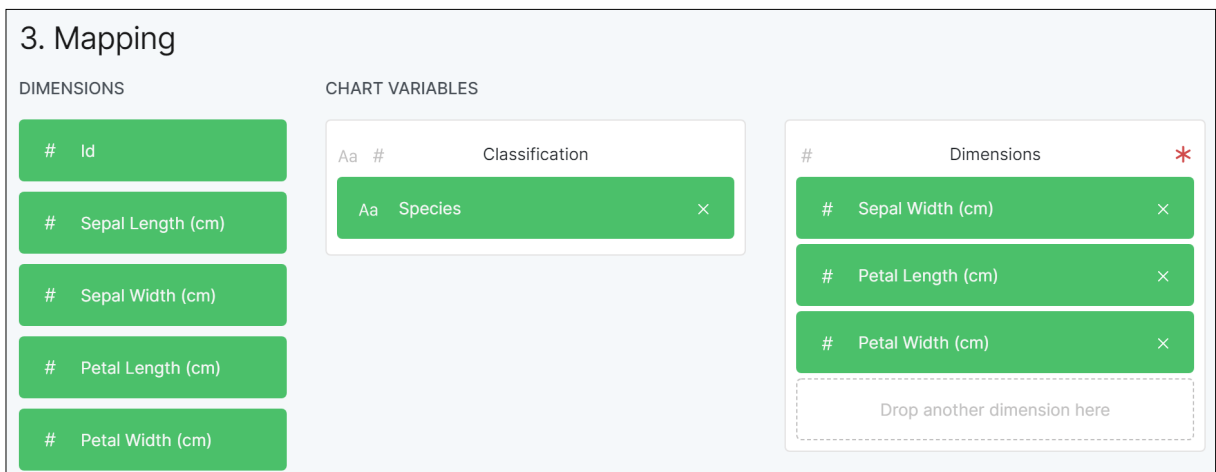 3. Mapping
DIMENSIONS
# Id
# Sepal Length (cm)
# Sepal Width (cm)
# Petal Length (cm)
# Petal Width (cm)
CHART VARIABLES
Aa # Classification
Aa Species ×
# Dimensions *
# Sepal Width (cm) ×
# Petal Length (cm) ×
# Petal Width (cm) ×
Drop another dimension here